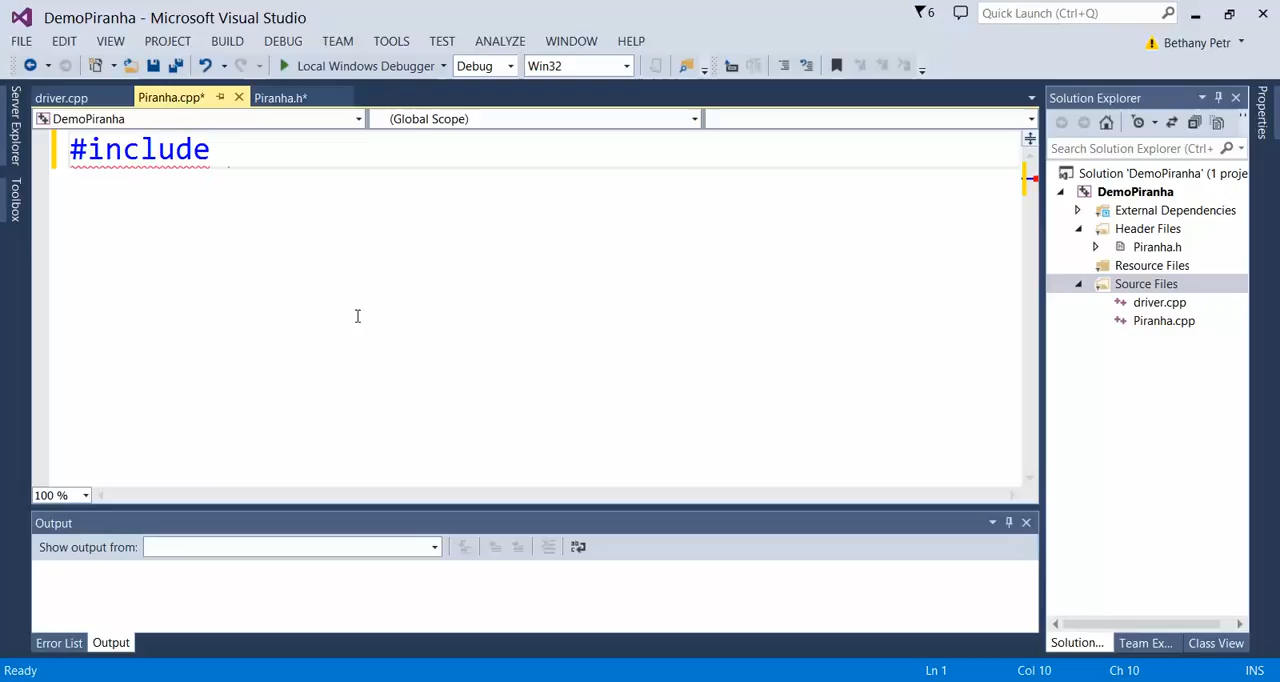 DemoPiranha - Microsoft Visual Studio
6
Quick Launch (Ctrl+Q)
FILE EDIT VIEW PROJECT BUILD DEBUG TEAM TOOLS TEST ANALYZE WINDOW HELP
Bethany Petr
Local Windows Debugger Debug Win32
Server Explorer
Toolbox
driver.cpp Piranha.cpp* Piranha.h*
DemoPiranha (Global Scope)
#include
100 %
Output
Show output from:
Error List Output
Solution Explorer
Search Solution Explorer (Ctrl+
Solution 'DemoPiranha' (1 proje
DemoPiranha
External Dependencies
Header Files
Piranha.h
Resource Files
Source Files
driver.cpp
Piranha.cpp
Solution... Team Ex... Class View
Properties
Ready Ln 1 Col 10 Ch 10 INS